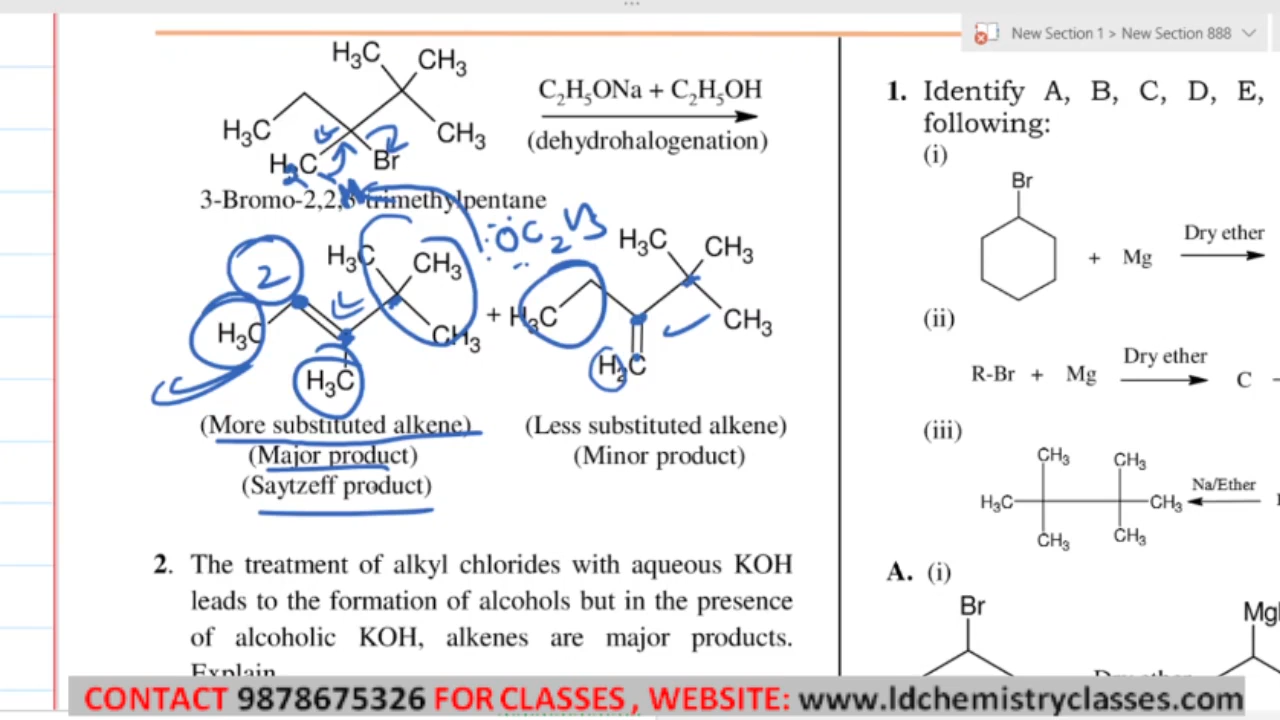 New Section 1 > New Section 888
H₃C CH₃
H₃C CH₃
H₃C Br
C₂H₅ONa + C₂H₅OH
(dehydrohalogenation)
3-Bromo-2,2,3-trimethylpentane
2
H₃C CH₃
H₃C CH₃
H₃C
+
H₃C CH₃
H₃C CH₃
H₂C
(More substituted alkene)
(Major product)
(Saytzeff product)
(Less substituted alkene)
(Minor product)
2. The treatment of alkyl chlorides with aqueous KOH
leads to the formation of alcohols but in the presence
of alcoholic KOH, alkenes are major products.
Explain
1. Identify A, B, C, D, E,
following:
(i)
Br
+ Mg Dry ether
(ii)
R-Br + Mg Dry ether C
(iii)
CH₃ CH₃
H₃C CH₃ Na/Ether
CH₃ CH₃
A. (i)
Br
CONTACT 9878675326 FOR CLASSES , WEBSITE: www.ldchemistryclasses.com